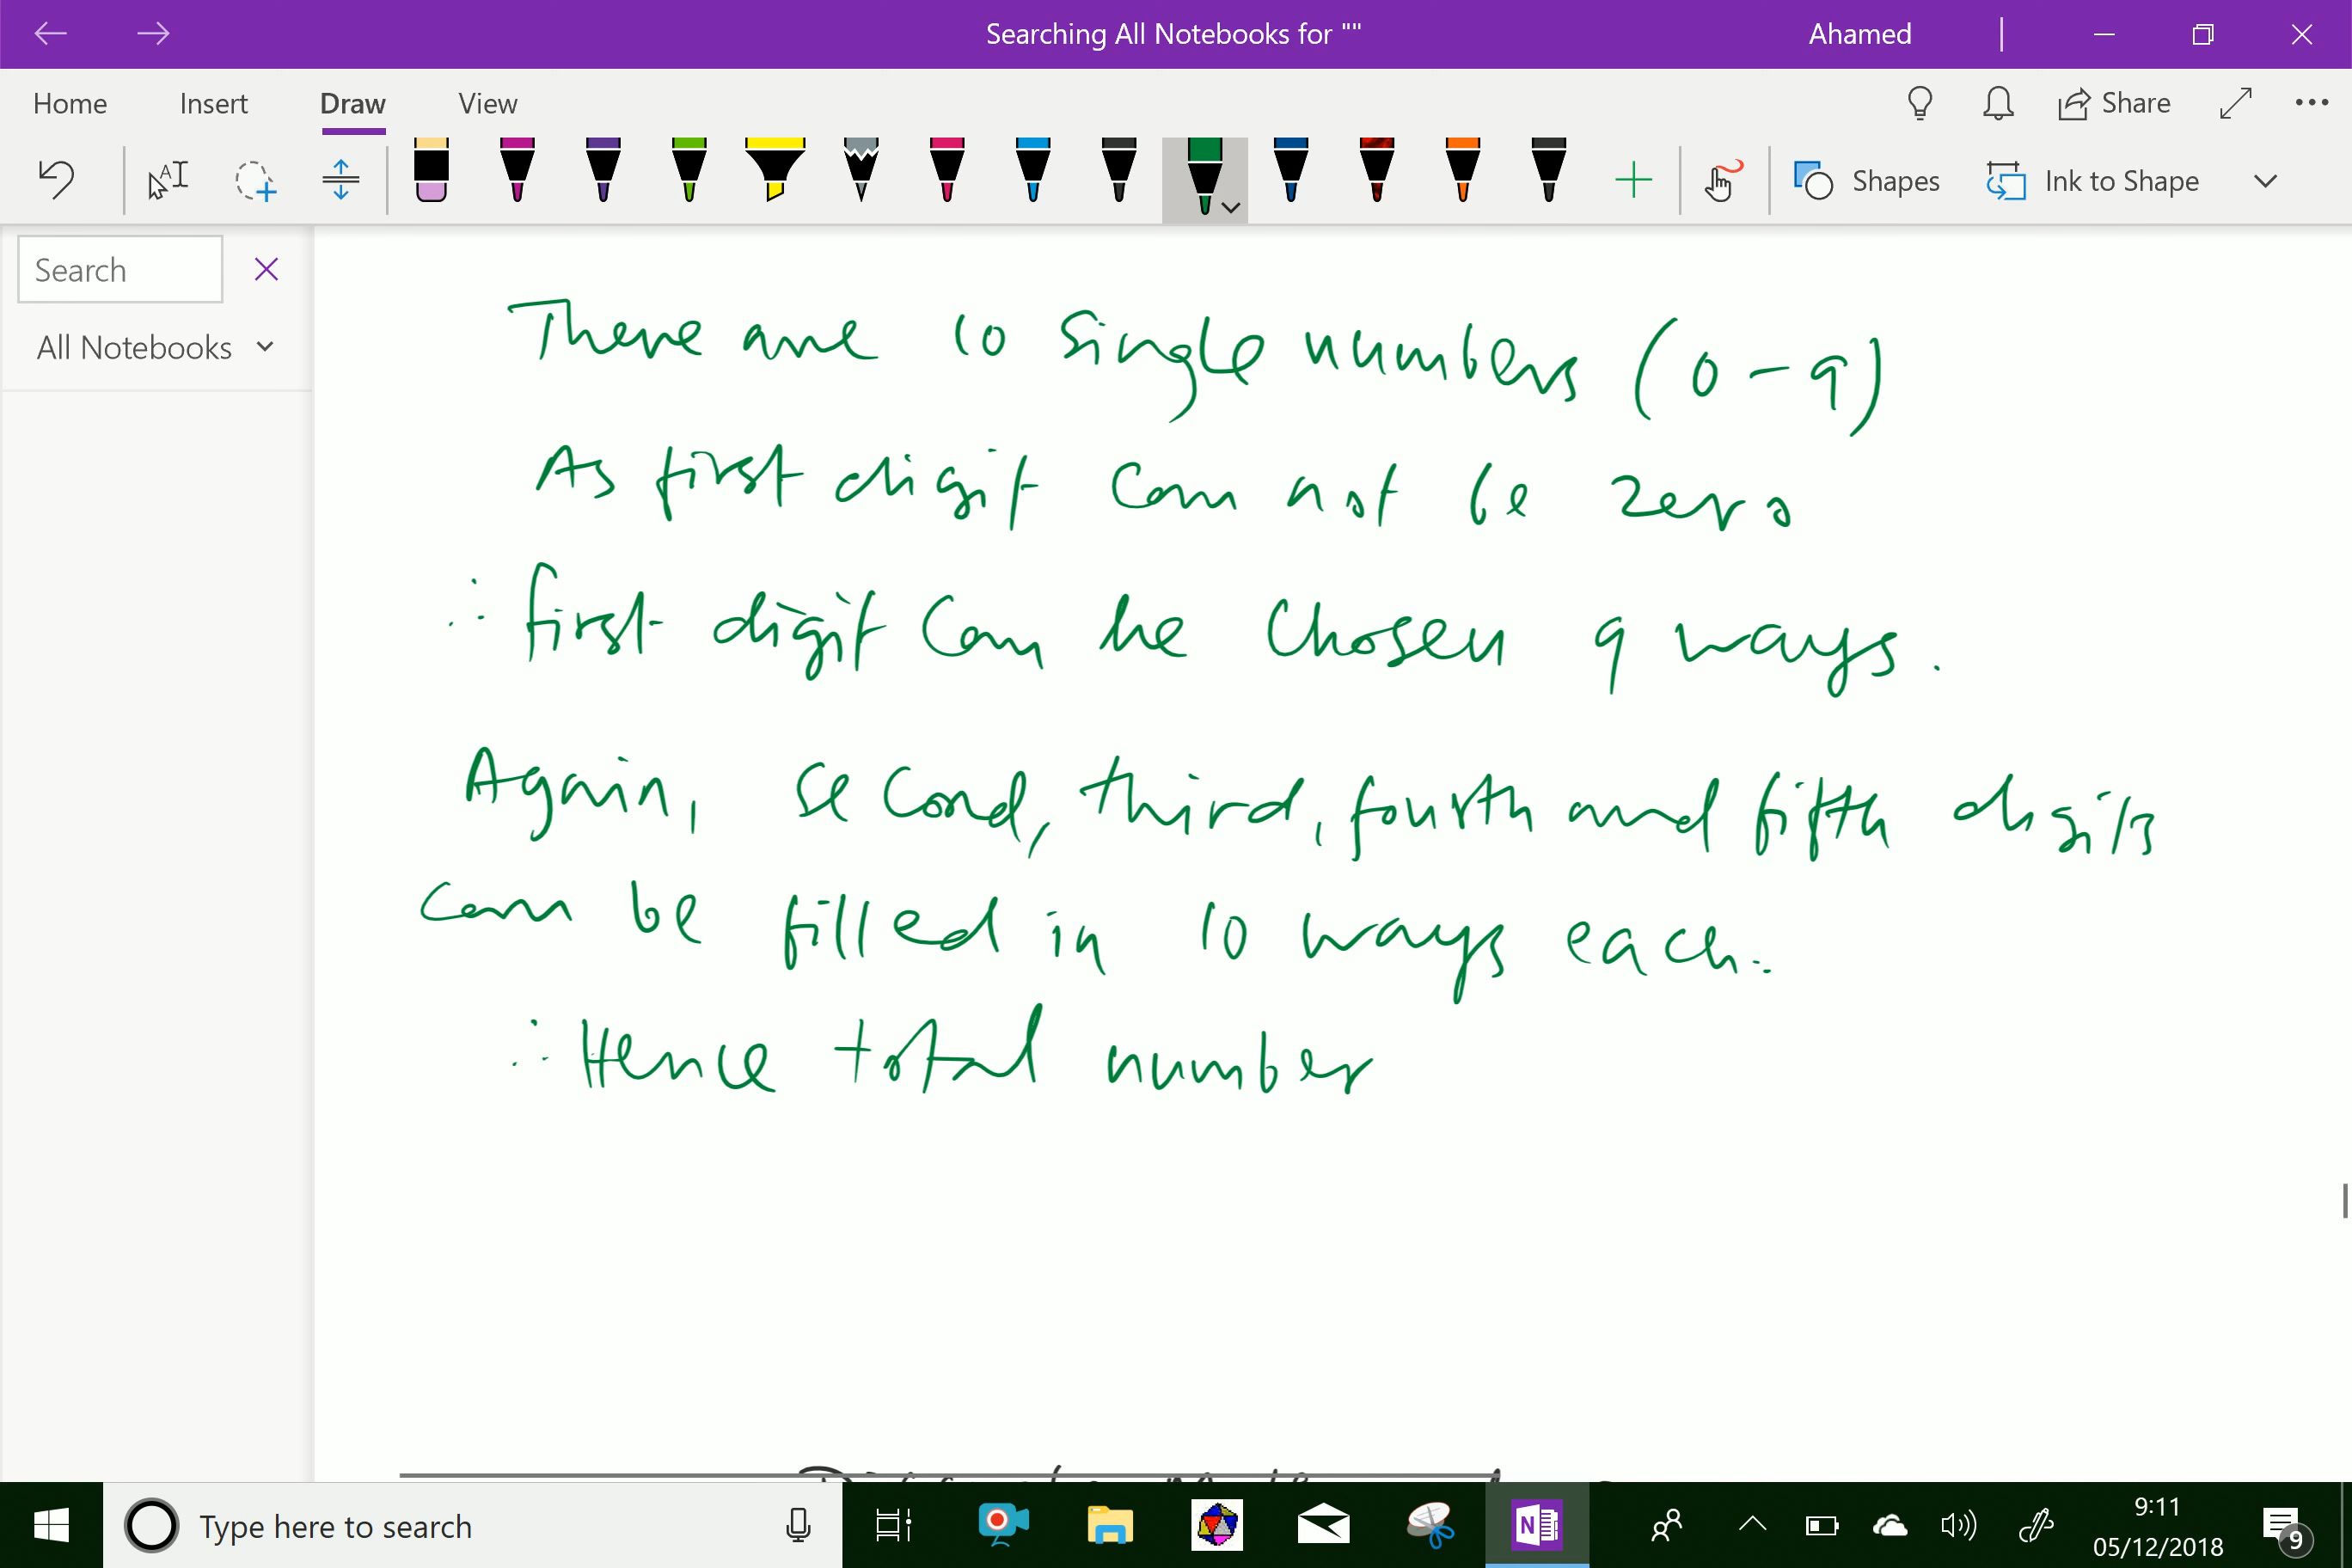 Searching All Notebooks for ""
Ahamed
Home Insert Draw View
Share
Shapes
Ink to Shape
Search
All Notebooks
There are 10 single numbers (0-9)
As first digit can not be zero
∴ first digit can be chosen 9 ways.
Again, second, third, fourth and fifth digits
can be filled in 10 ways each.
∴ Hence total number
Type here to search
N
9:11
05/12/2018
9